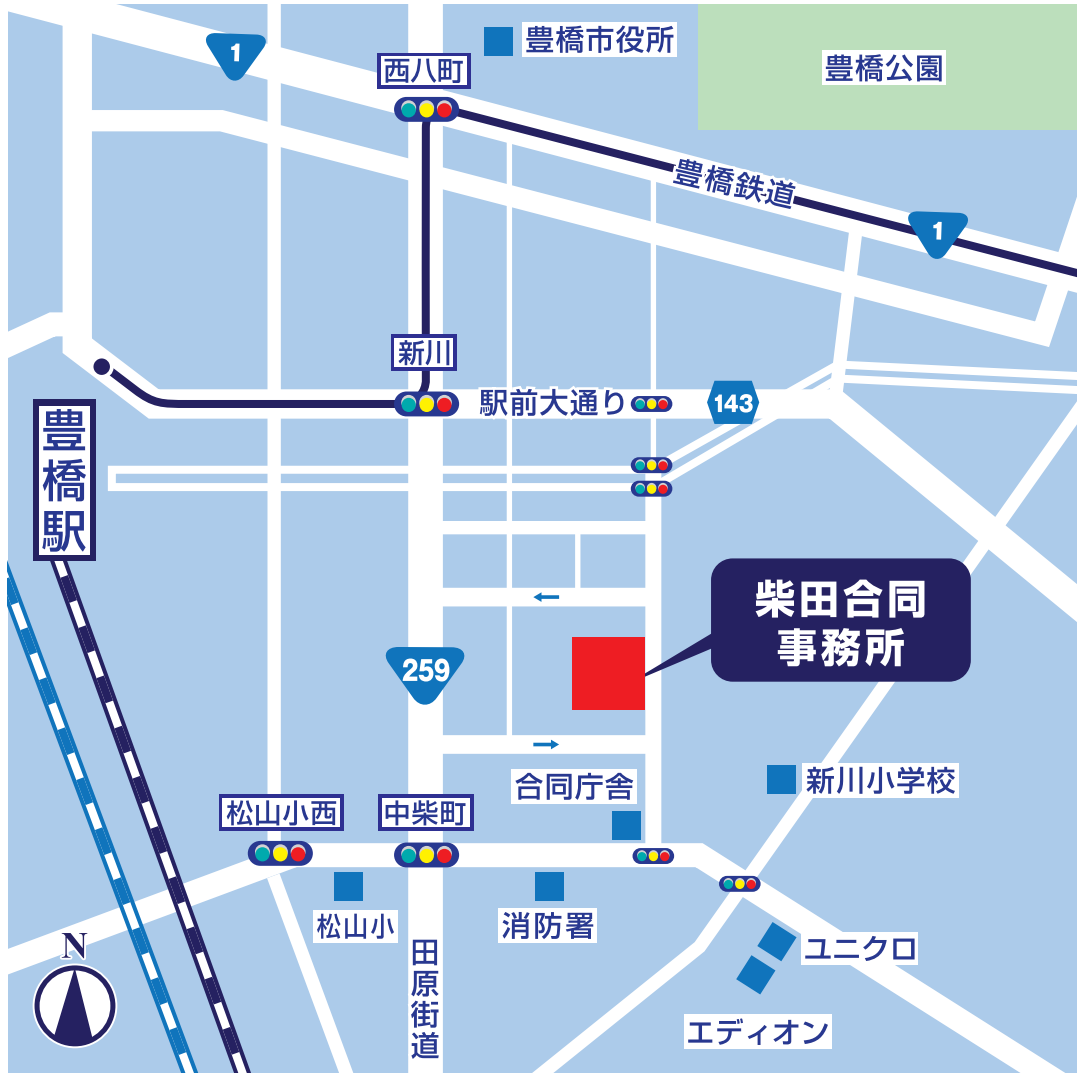 豊橋市役所
1
西八町
豊橋公園
豊橋鉄道
1
新川
駅前大通り
143
豊橋駅
柴田合同
事務所
259
合同庁舎
新川小学校
松山小西
中柴町
松山小
消防署
N
田原街道
ユニクロ
エディオン